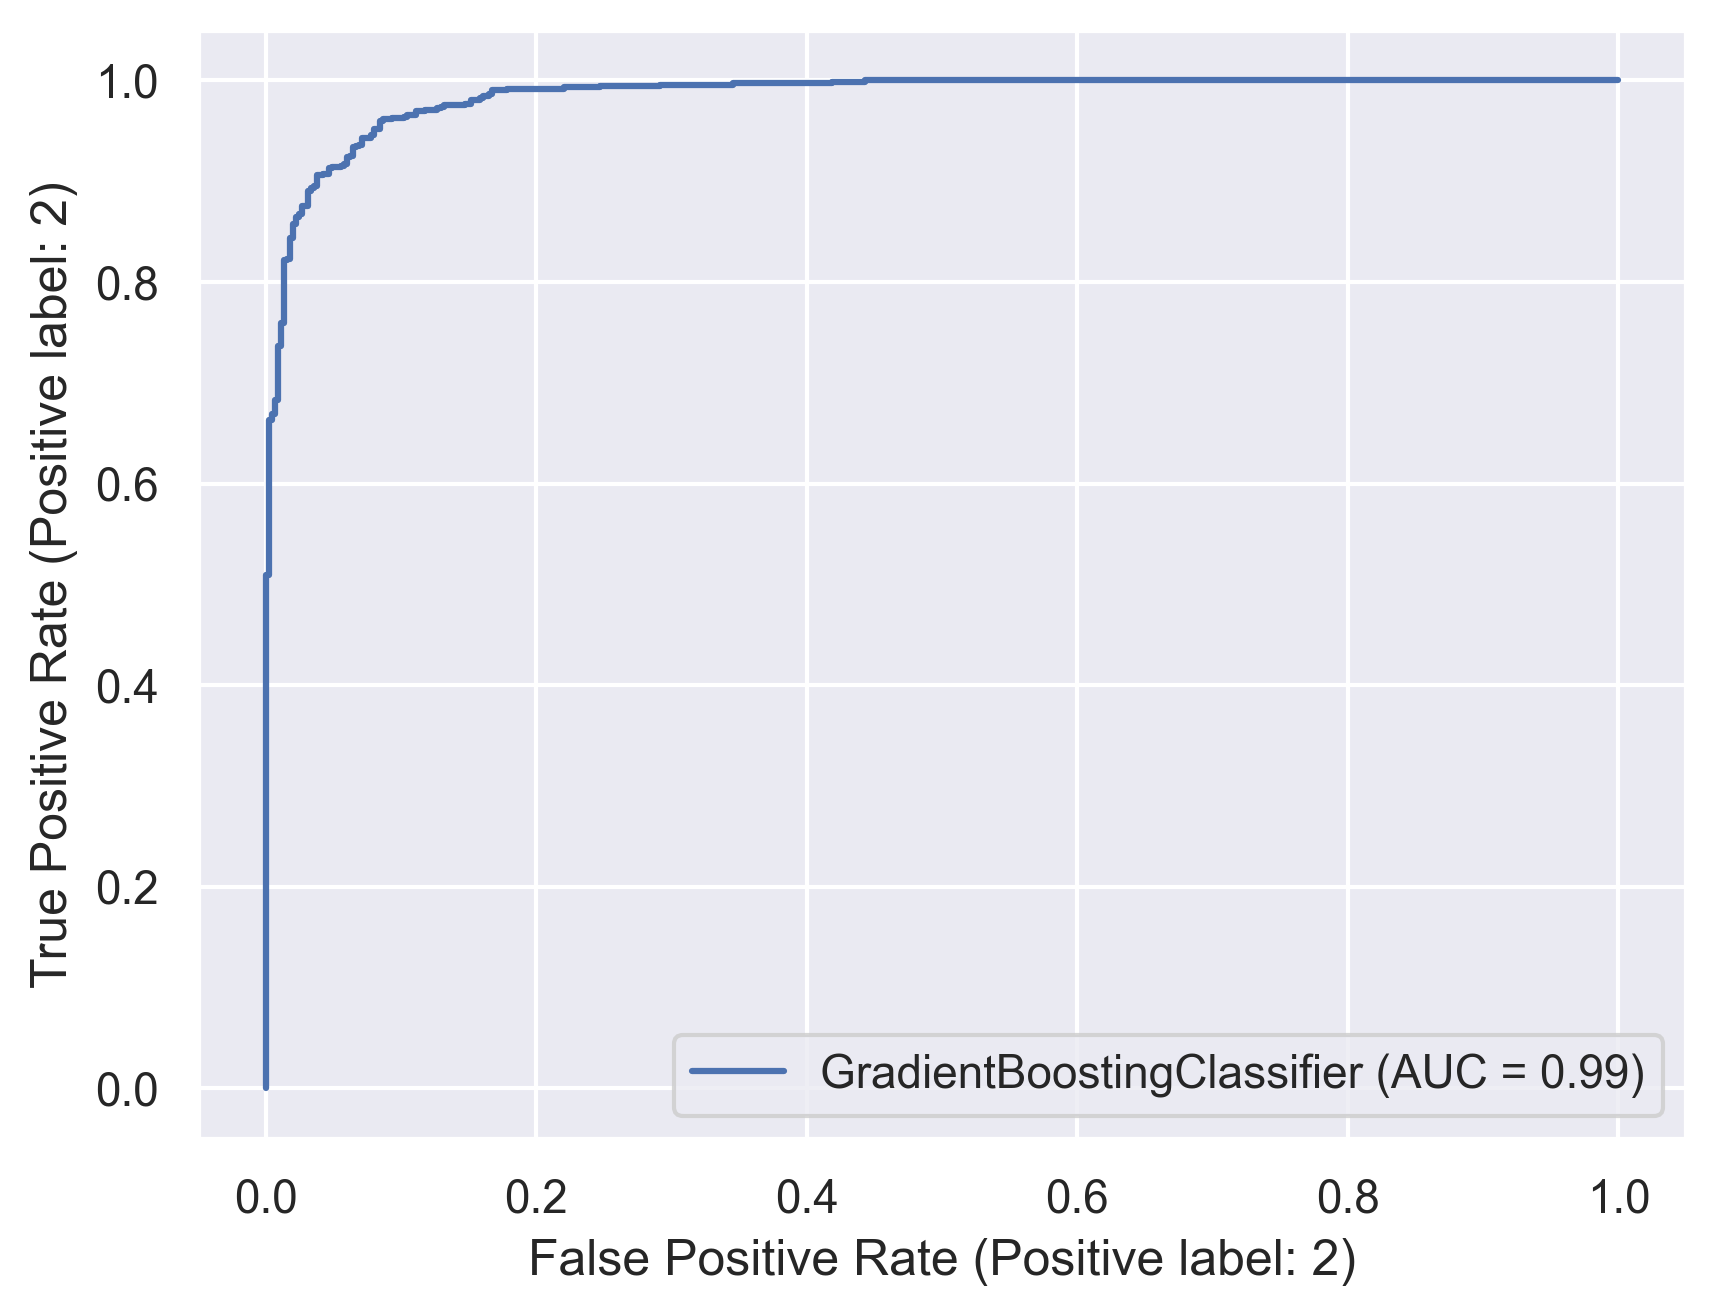 True Positive Rate (Positive label: 2)
1.0
0.8
0.6
0.4
0.2
0.0
GradientBoostingClassifier (AUC = 0.99)
0.0 0.2 0.4 0.6 0.8 1.0
False Positive Rate (Positive label: 2)